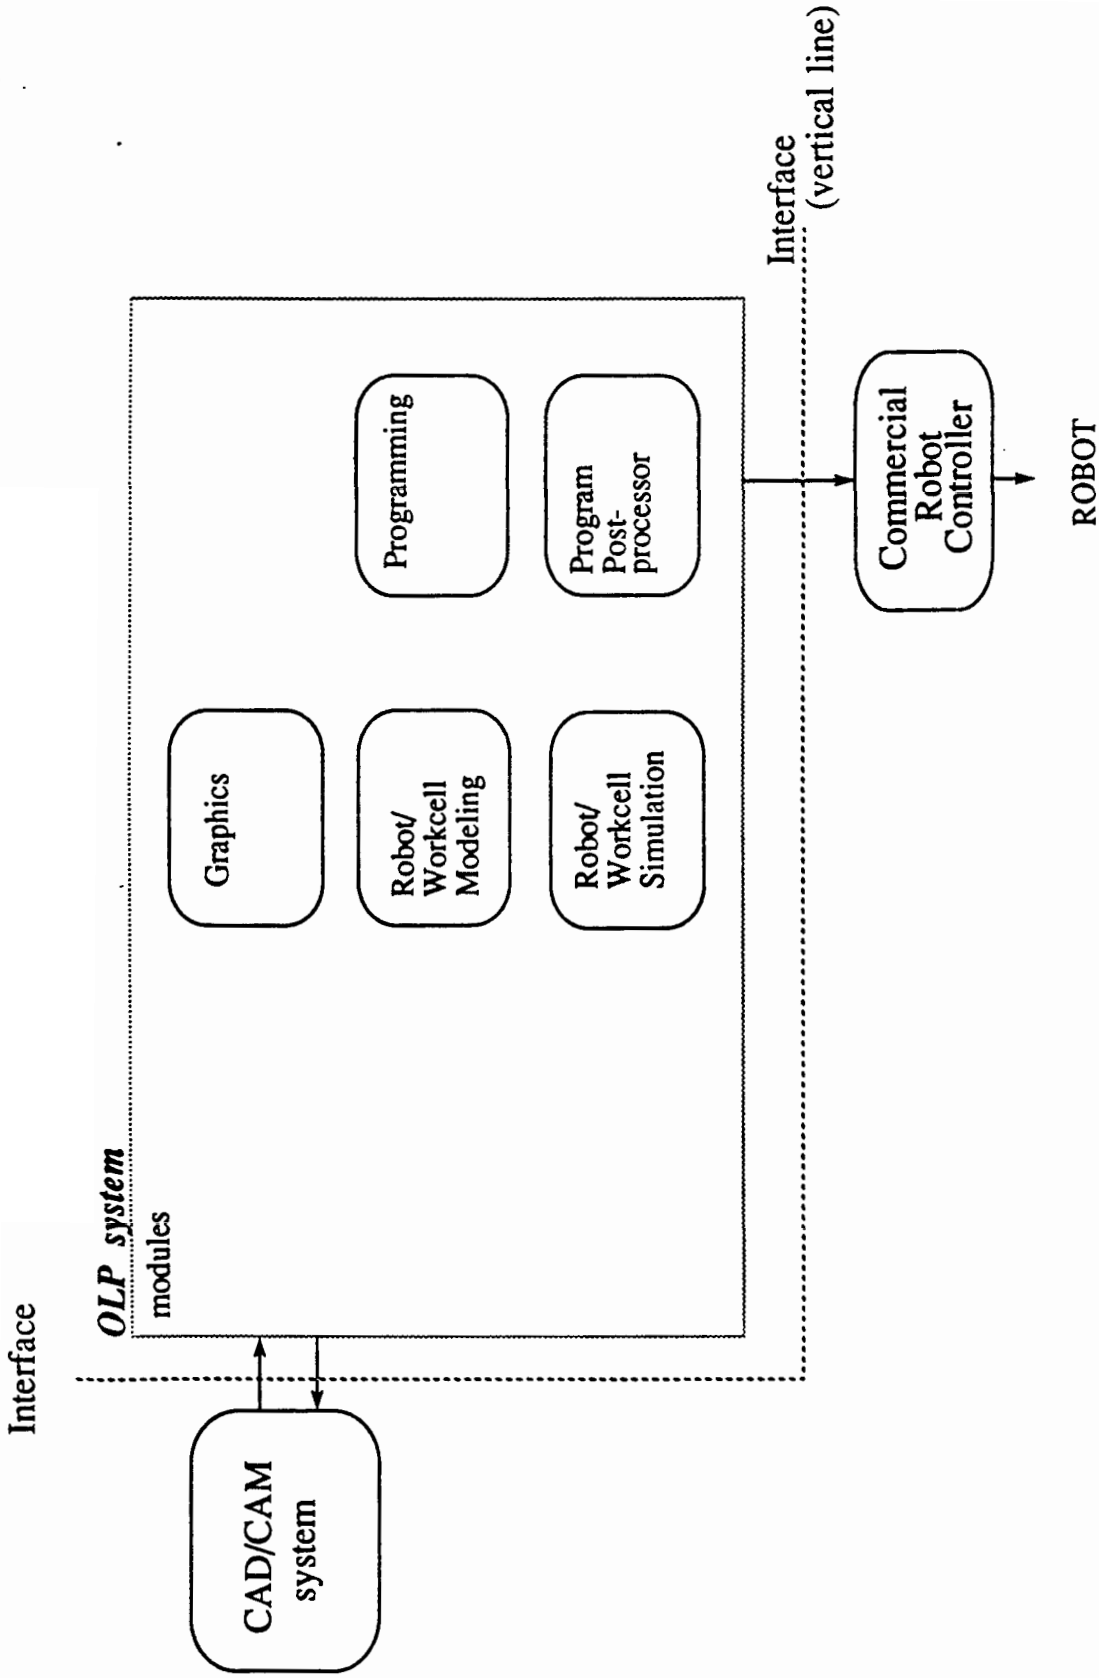 Interface
OLP system
modules
CAD/CAM
system
Graphics
Robot/
Workcell
Modeling
Programming
Robot/
Workcell
Simulation
Program
Post-
processor
Interface
(vertical line)
Commercial
Robot
Controller
ROBOT